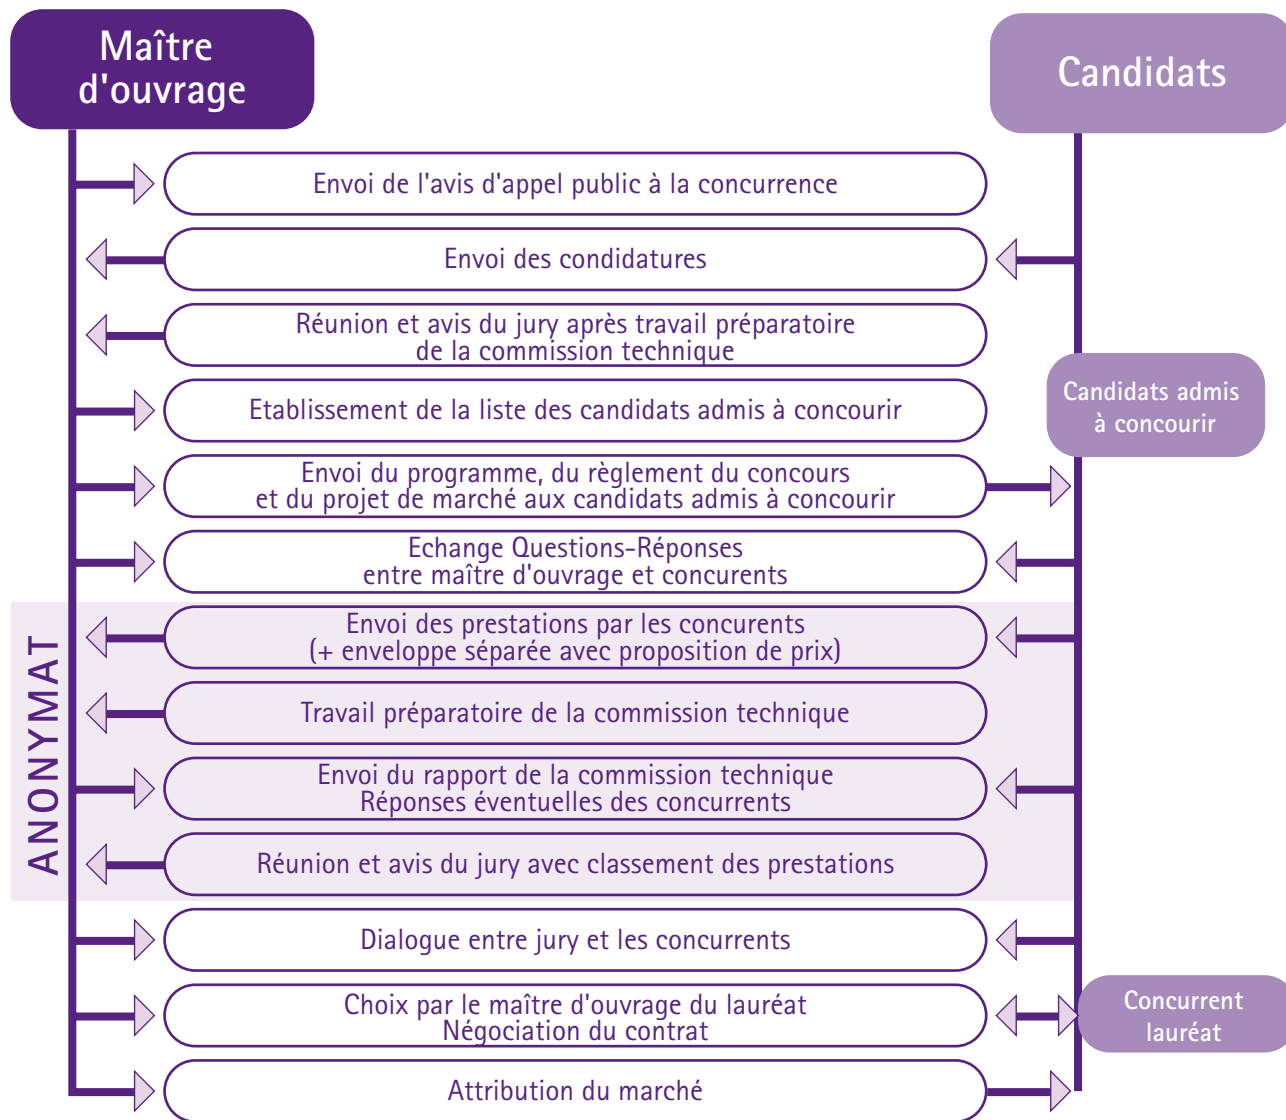 Maître
d'ouvrage
Candidats
Envoi de l'avis d'appel public à la concurrence
Envoi des condidatures
Réunion et avis du jury après travail préparatoire
de la commission technique
Candidats admis
à concourir
Etablissement de la liste des candidats admis à concourir
Envoi du programme, du règlement du concours
et du projet de marché aux candidats admis à concourir
Echange Questions-Réponses
entre maître d'ouvrage et concurents
ANONYMAT
Envoi des prestations par les concurents
(+ enveloppe séparée avec proposition de prix)
Travail préparatoire de la commission technique
Envoi du rapport de la commission technique
Réponses éventuelles des concurrents
Réunion et avis du jury avec classement des prestations
Dialogue entre jury et les concurrents
Choix par le maître d'ouvrage du lauréat
Négociation du contrat
Concurrent
lauréat
Attribution du marché